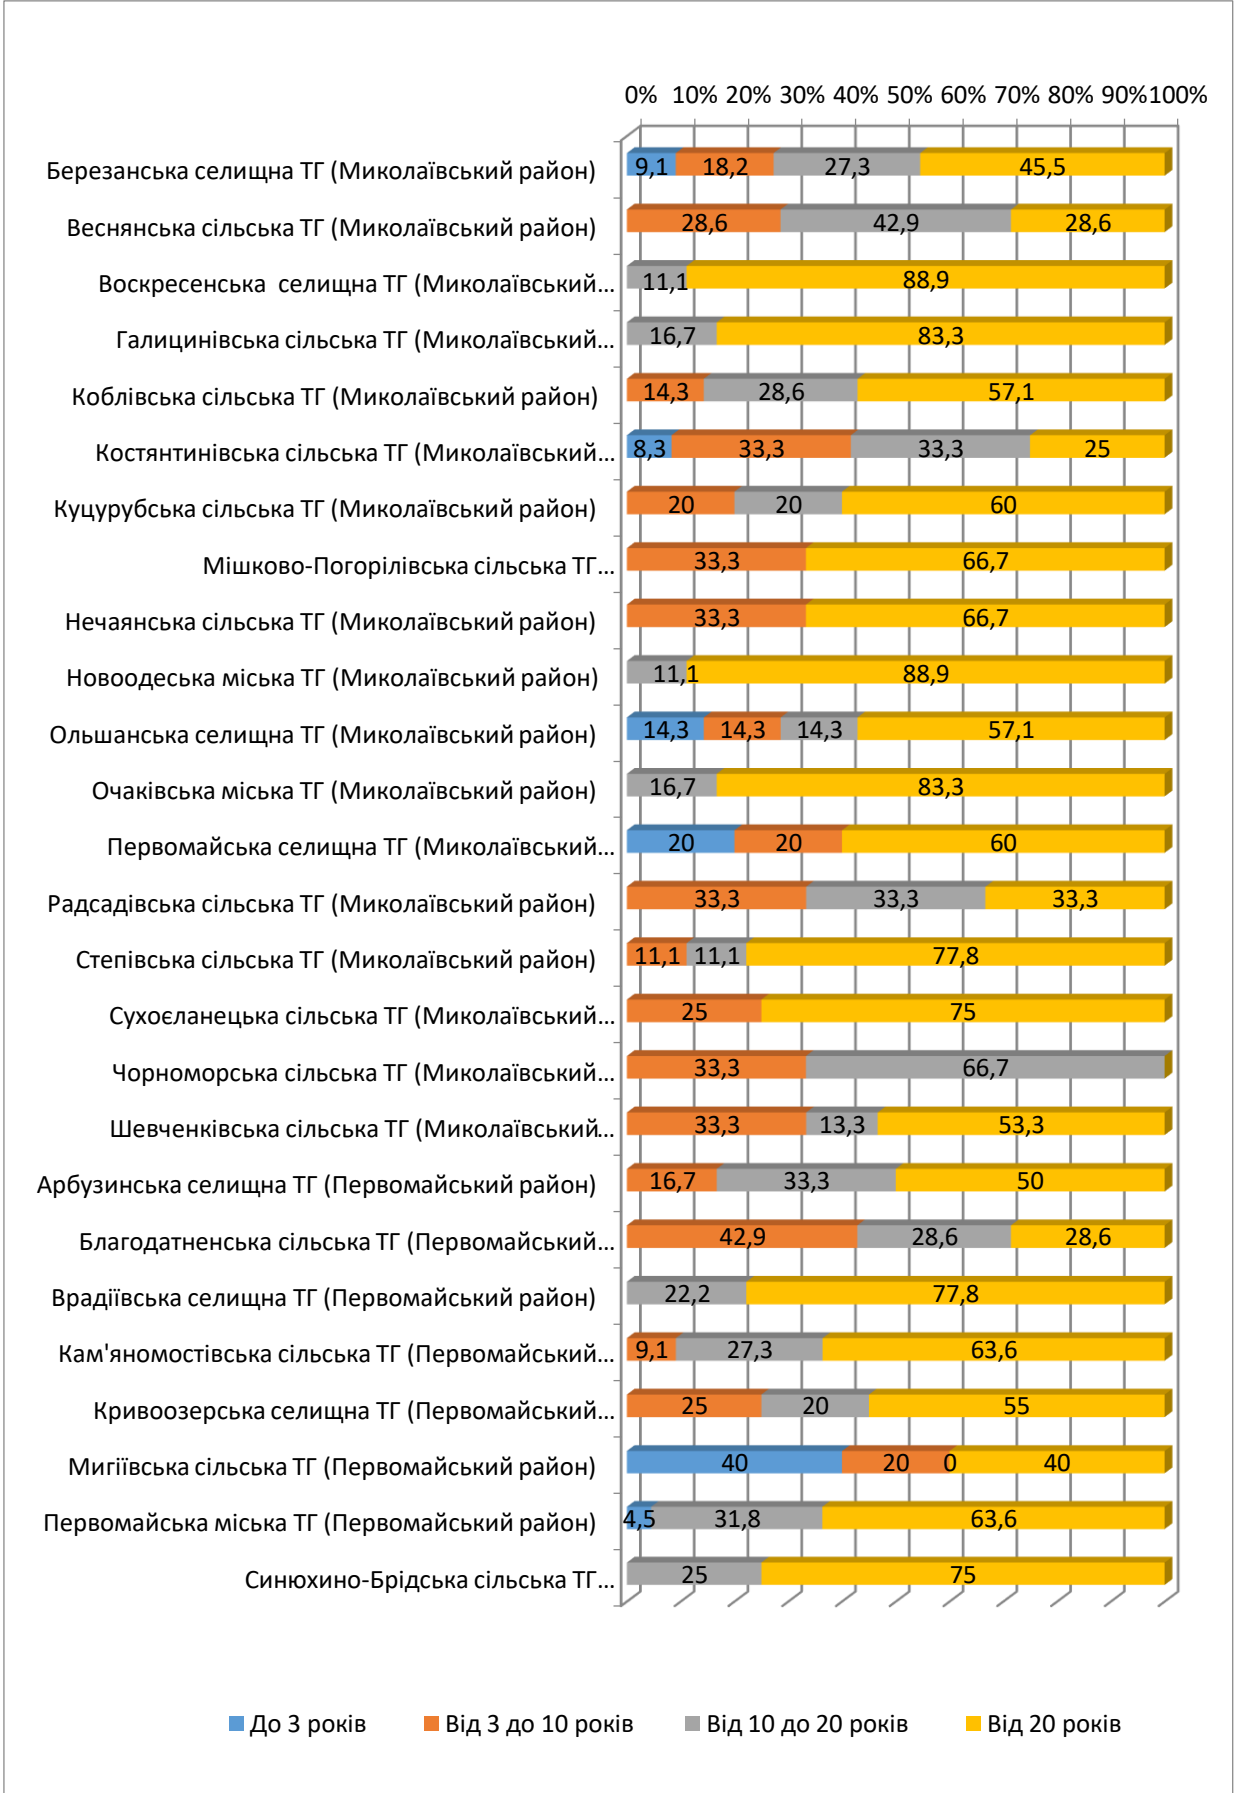 0% 10% 20% 30% 40% 50% 60% 70% 80% 90% 100%
Березанська селищна ТГ (Миколаївський район) 9,1 18,2 27,3 45,5
Веснянська сільська ТГ (Миколаївський район) 28,6 42,9 28,6
Воскресенська селищна ТГ (Миколаївський... 11,1 88,9
Галицинівська сільська ТГ (Миколаївський... 16,7 83,3
Коблівська сільська ТГ (Миколаївський район) 14,3 28,6 57,1
Костянтинівська сільська ТГ (Миколаївський... 8,3 33,3 33,3 25
Куцурубська сільська ТГ (Миколаївський район) 20 20 60
Мішково-Погорілівська сільська ТГ... 33,3 66,7
Нечаянська сільська ТГ (Миколаївський район) 33,3 66,7
Новоодеська міська ТГ (Миколаївський район) 11,1 88,9
Ольшанська селищна ТГ (Миколаївський район) 14,3 14,3 14,3 57,1
Очаківська міська ТГ (Миколаївський район) 16,7 83,3
Первомайська селищна ТГ (Миколаївський... 20 20 60
Радсадівська сільська ТГ (Миколаївський район) 33,3 33,3 33,3
Степівська сільська ТГ (Миколаївський район) 11,1 11,1 77,8
Сухоєланецька сільська ТГ (Миколаївський... 25 75
Чорноморська сільська ТГ (Миколаївський... 33,3 66,7
Шевченківська сільська ТГ (Миколаївський... 33,3 13,3 53,3
Арбузинська селищна ТГ (Первомайський район) 16,7 33,3 50
Благодатненська сільська ТГ (Первомайський... 42,9 28,6 28,6
Врадіївська селищна ТГ (Первомайський район) 22,2 77,8
Кам'яномостівська сільська ТГ (Первомайський... 9,1 27,3 63,6
Кривоозерська селищна ТГ (Первомайський... 25 20 55
Мигіївська сільська ТГ (Первомайський район) 40 20 0 40
Первомайська міська ТГ (Первомайський район) 4,5 31,8 63,6
Синюхино-Брідська сільська ТГ... 25 75
До 3 років Від 3 до 10 років Від 10 до 20 років Від 20 років